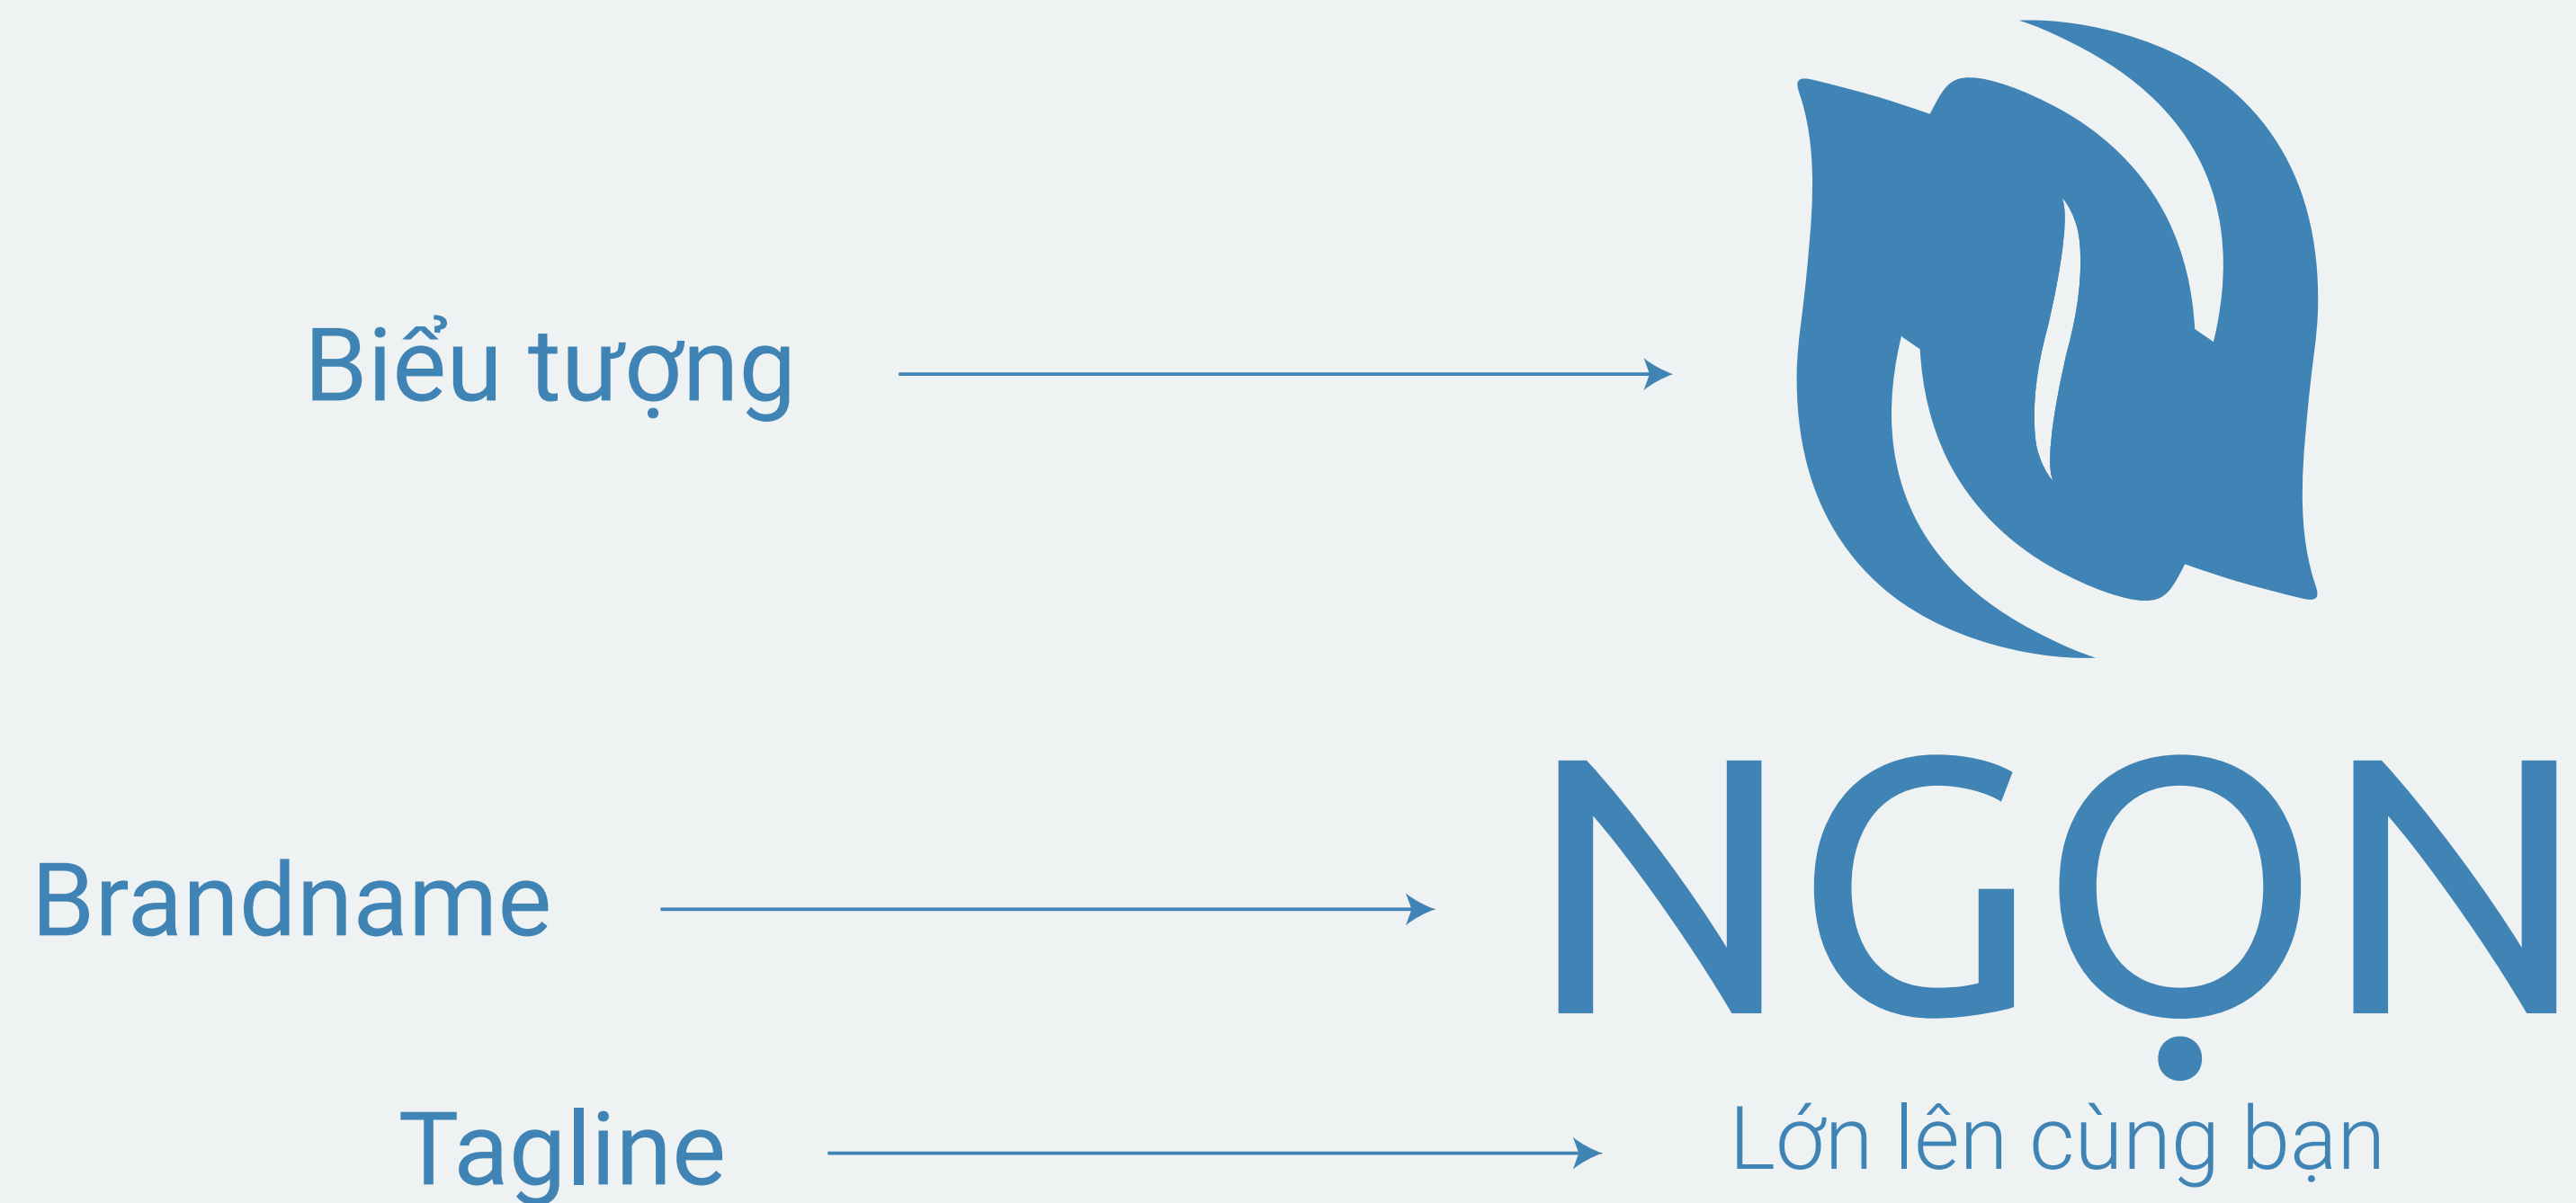 Biểu tượng
Brandname
NGỌN
Tagline
Lớn lên cùng bạn